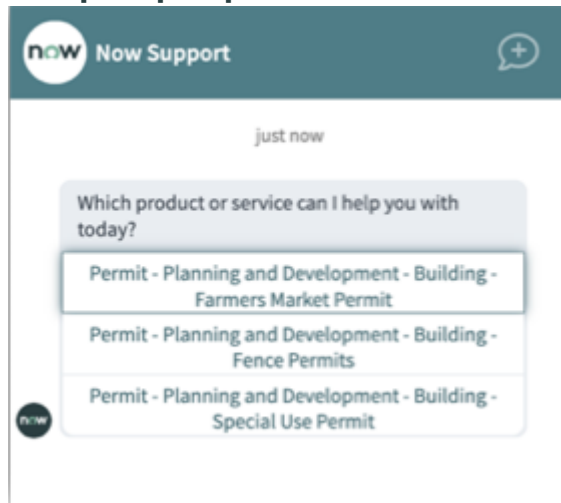 now Now Support
just now
Which product or service can I help you with
today?
Permit - Planning and Development - Building -
Farmers Market Permit
Permit - Planning and Development - Building -
Fence Permits
Permit - Planning and Development - Building -
Special Use Permit
now